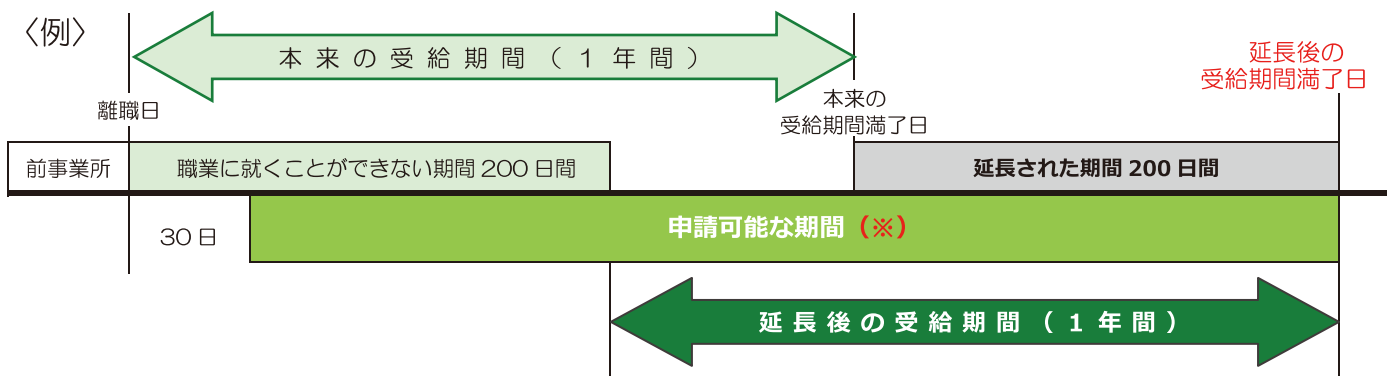 〈例〉
本来の受給期間（１年間）
延長後の
受給期間満了日
離職日
本来の
受給期間満了日
前事業所
職業に就くことができない期間 200 日間
延長された期間 200 日間
30 日
申請可能な期間（※）
延長後の受給期間（１年間）